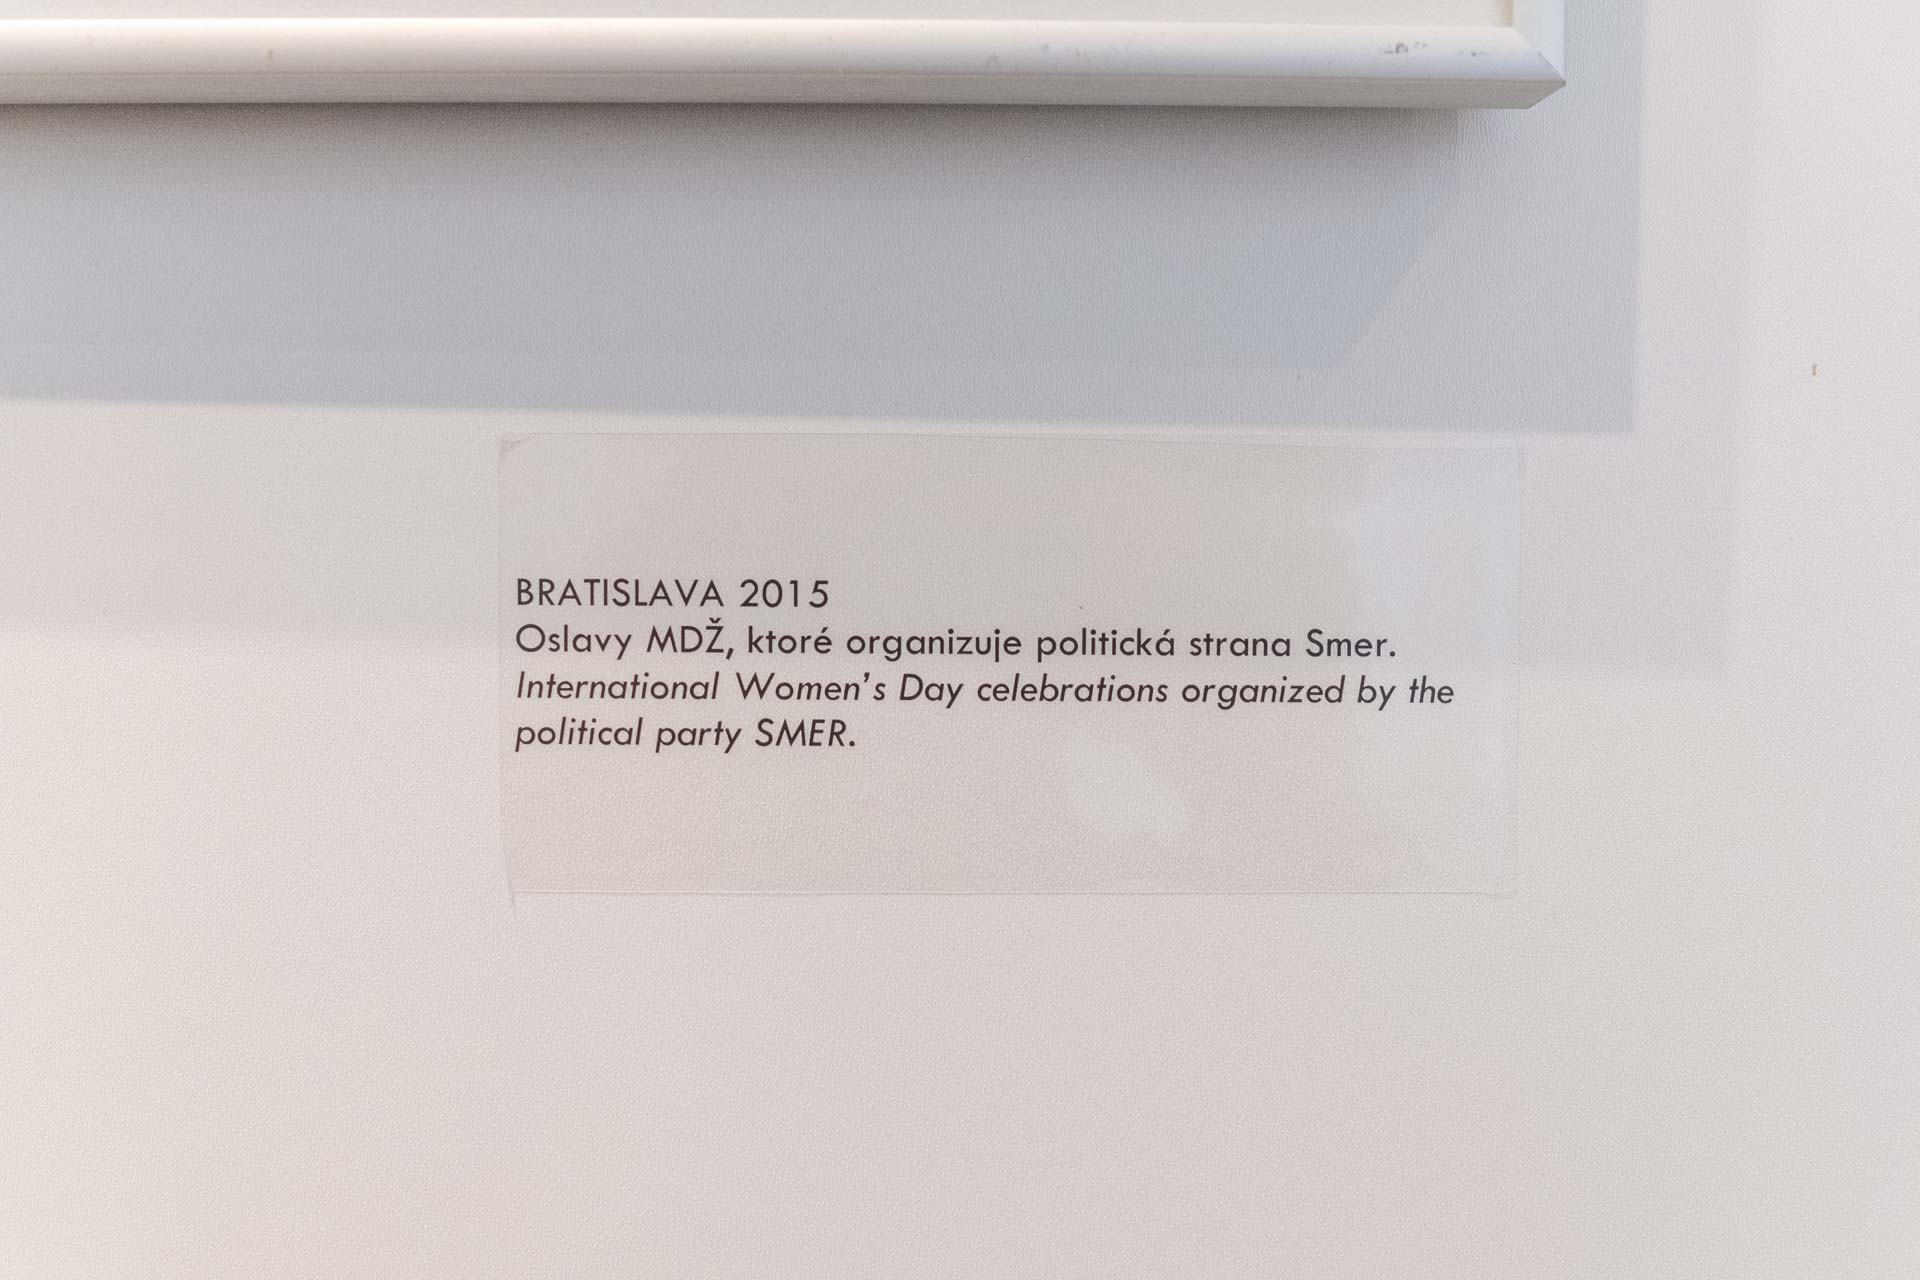 BRATISLAVA 2015
Oslavy MDŽ, ktoré organizuje politická strana Smer.
International Women’s Day celebrations organized by the
political party SMER.